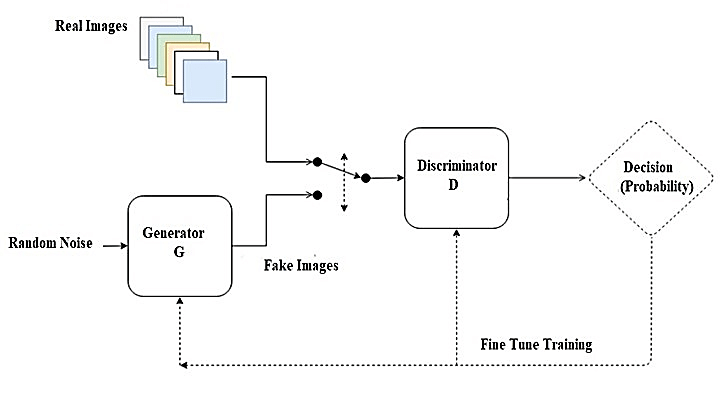 Real Images
Discriminator
D
Decision
(Probability)
Generator
G
Random Noise
Fake Images
Fine Tune Training